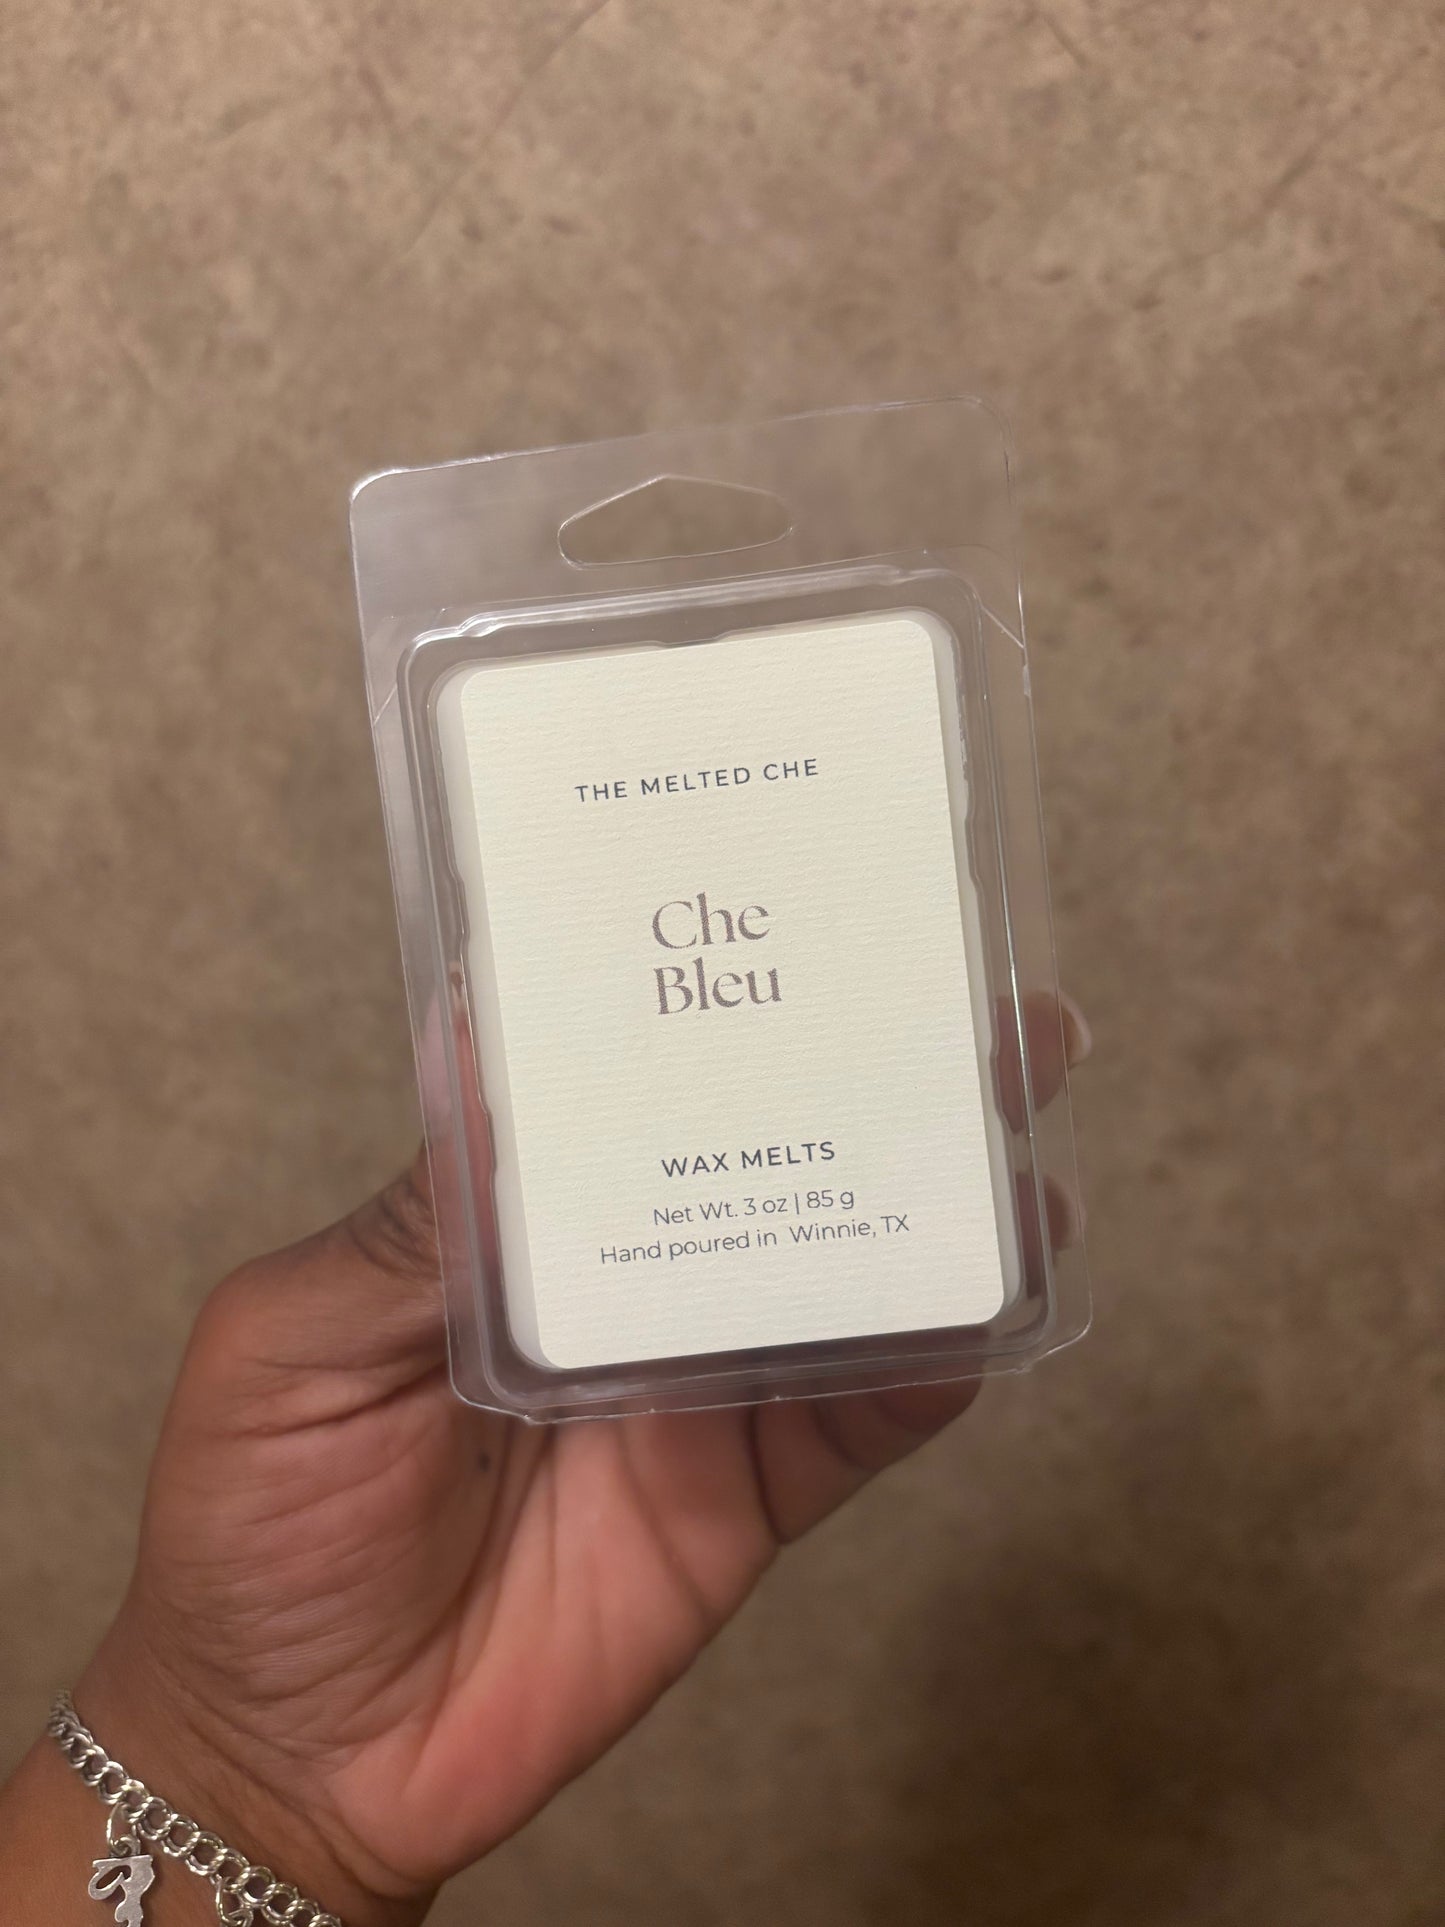 THE MELTED CHE
Che
Bleu
WAX MELTS
Net Wt. 3 oz | 85 g
Hand poured in Winnie, TX